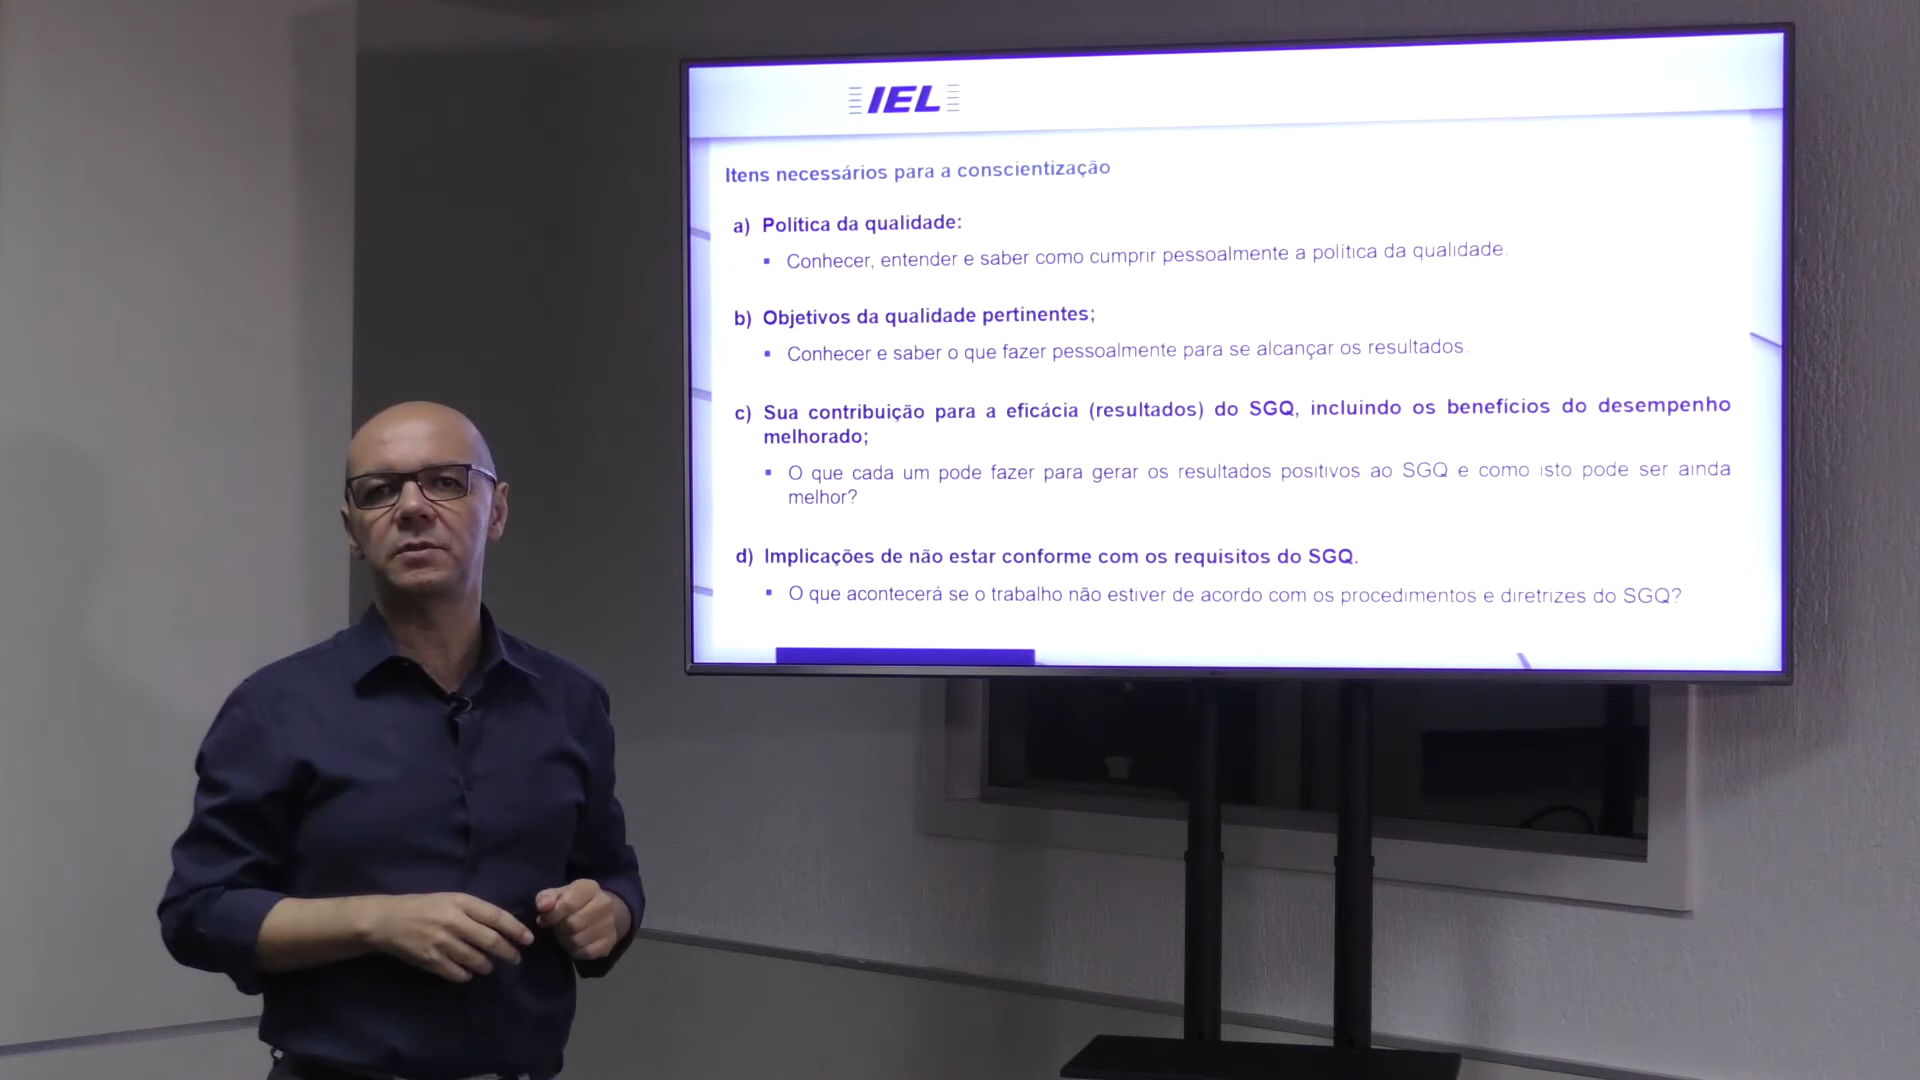 IEL
Itens necessários para a conscientização
a) Política da qualidade:
▪ Conhecer, entender e saber como cumprir pessoalmente a política da qualidade.
b) Objetivos da qualidade pertinentes;
▪ Conhecer e saber o que fazer pessoalmente para se alcançar os resultados.
c) Sua contribuição para a eficácia (resultados) do SGQ, incluindo os benefícios do desempenho
melhorado;
▪ O que cada um pode fazer para gerar os resultados positivos ao SGQ e como isto pode ser ainda
melhor?
d) Implicações de não estar conforme com os requisitos do SGQ.
▪ O que acontecerá se o trabalho não estiver de acordo com os procedimentos e diretrizes do SGQ?